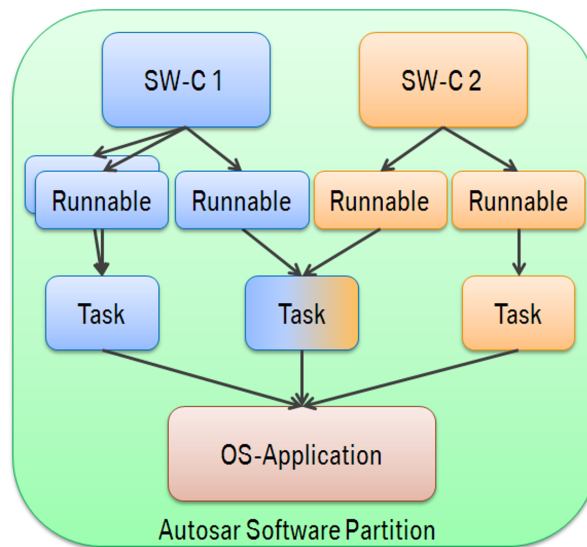 SW-C 1
SW-C 2
Runnable
Runnable
Runnable
Runnable
Task
Task
Task
OS-Application
Autosar Software Partition